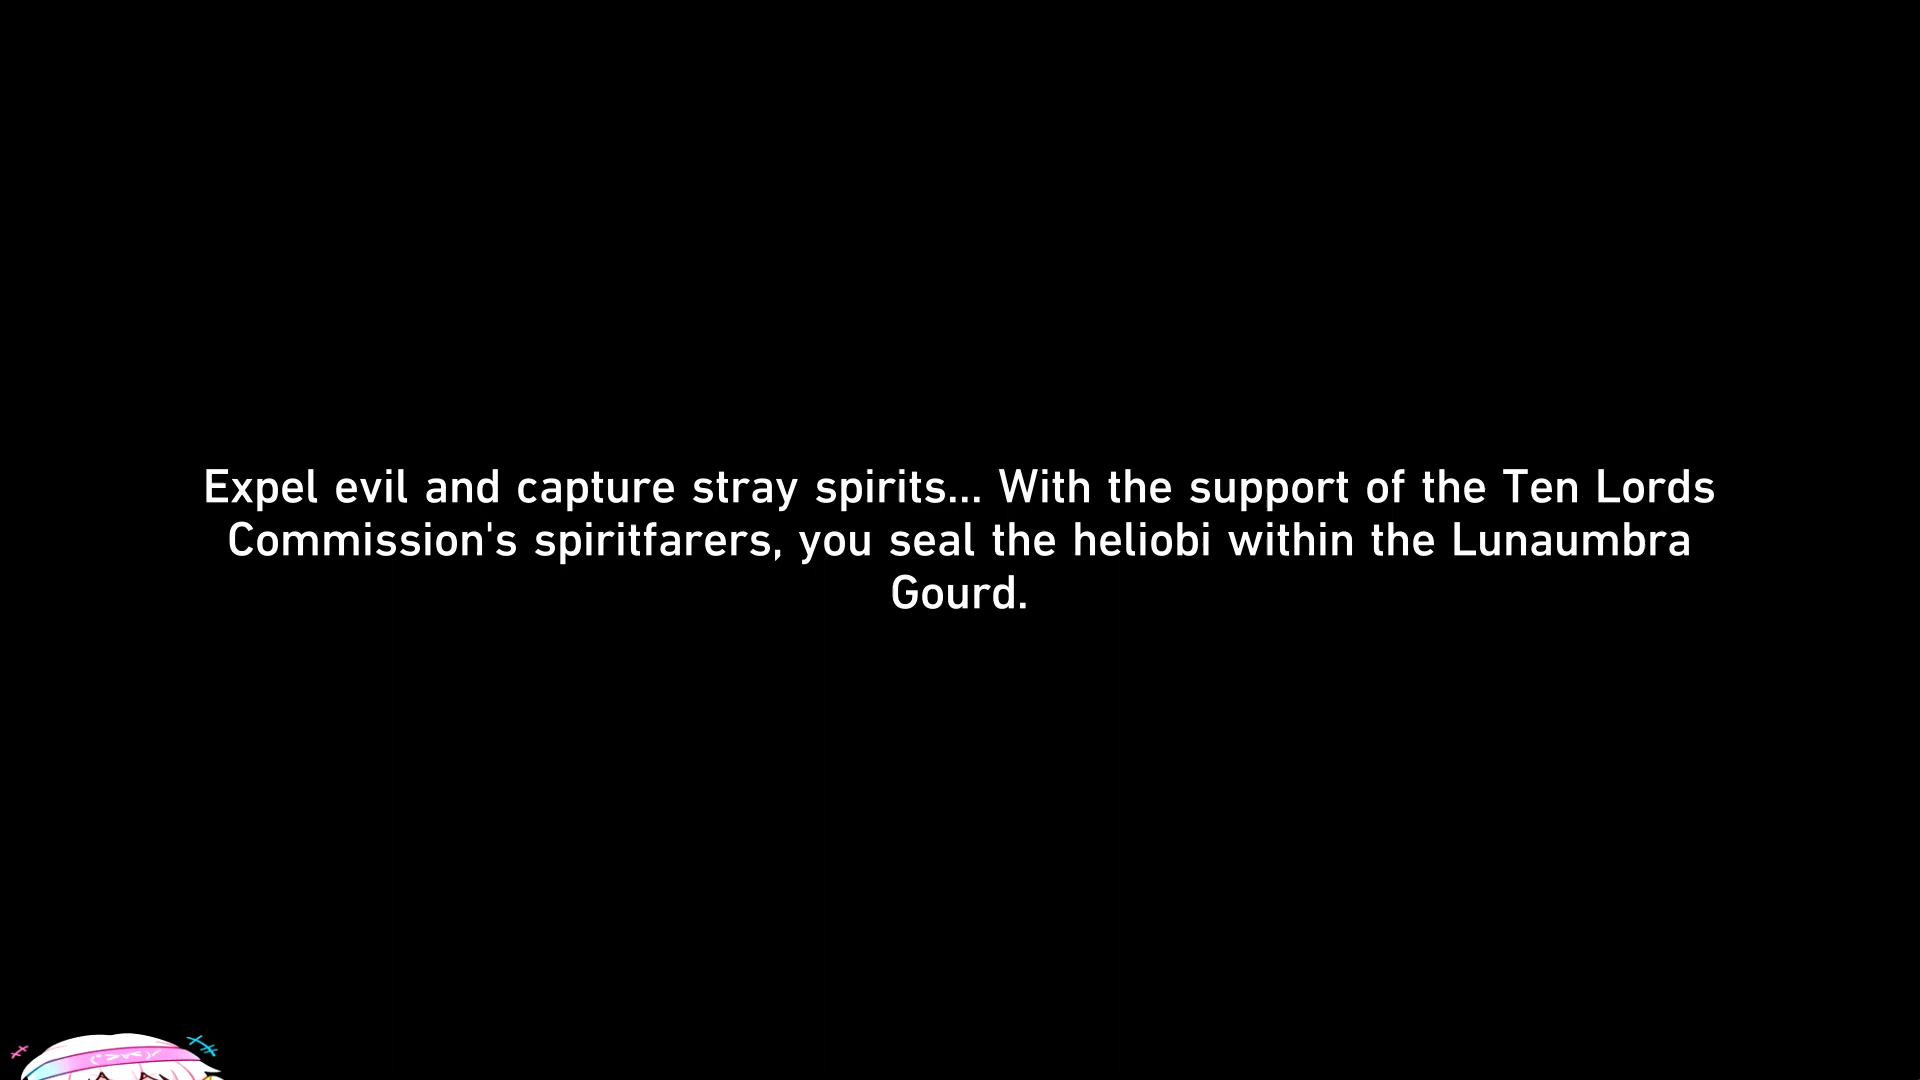 Expel evil and capture stray spirits... With the support of the Ten Lords
Commission's spiritfarers, you seal the heliobi within the Lunaumbra
Gourd.